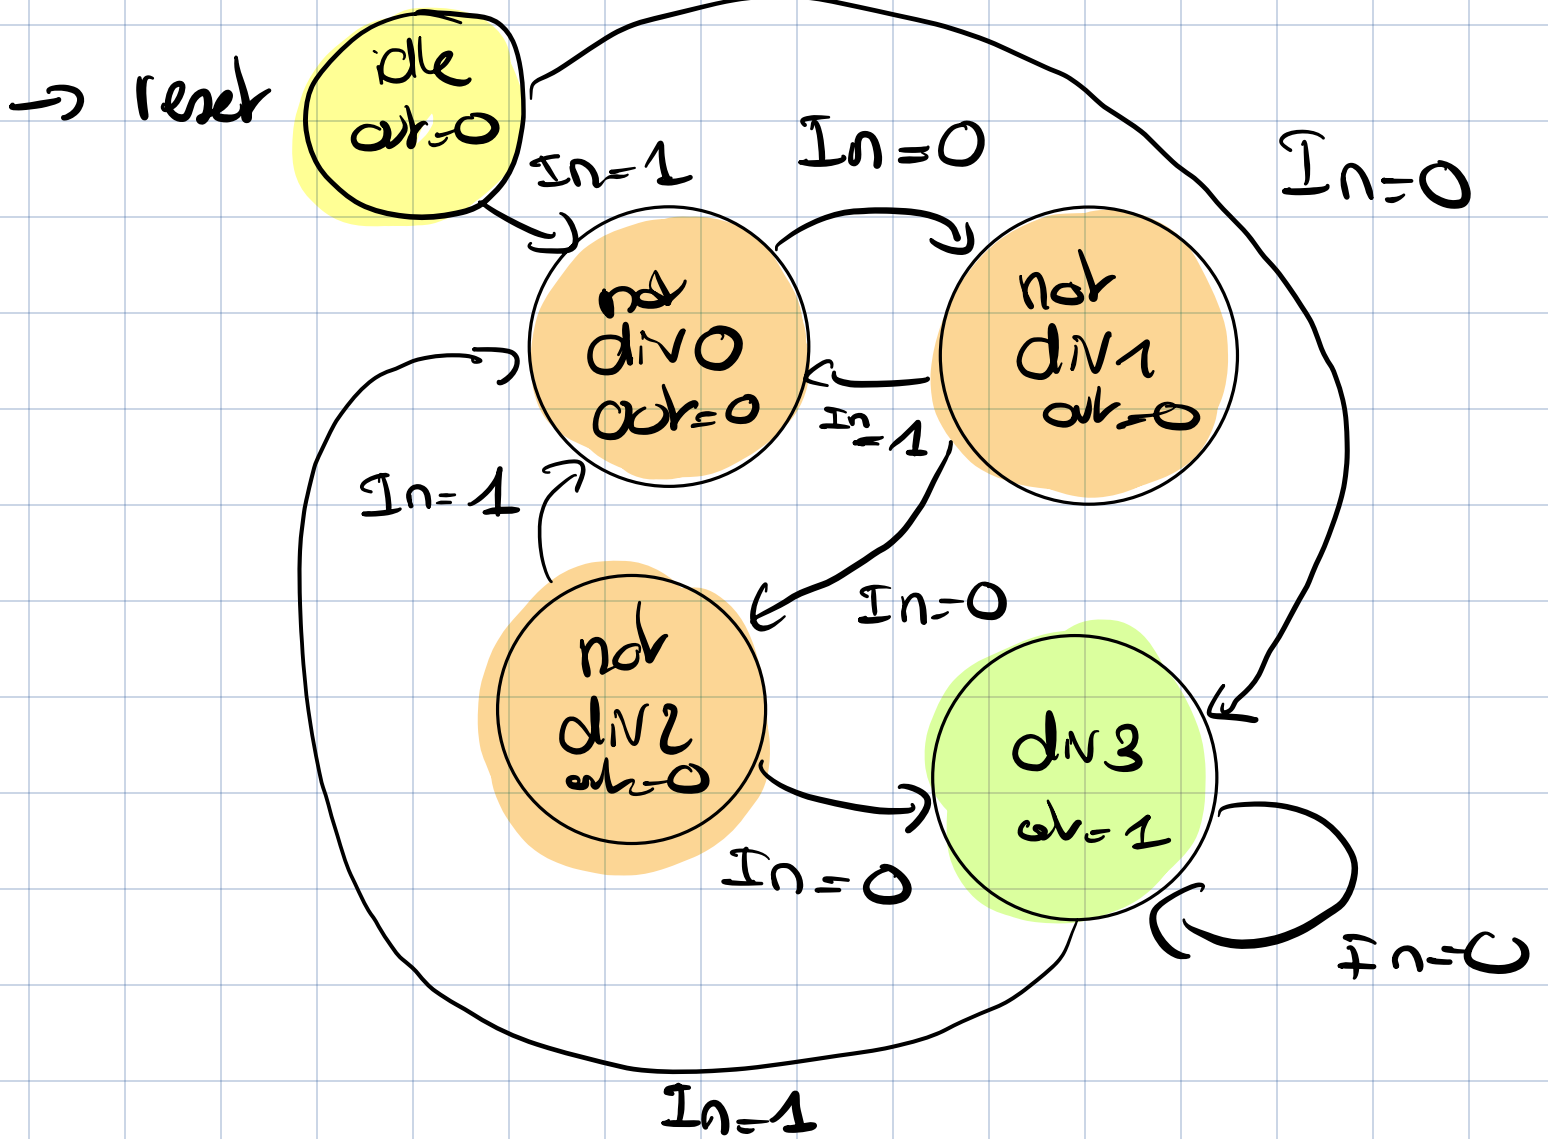 → reset
idle
out=0
In=1
In=0
In=0
not
div0
out=0
not
div1
out=0
In
=1
In=1
In=0
not
div2
out=0
div3
out=1
In=0
In=0
In=1